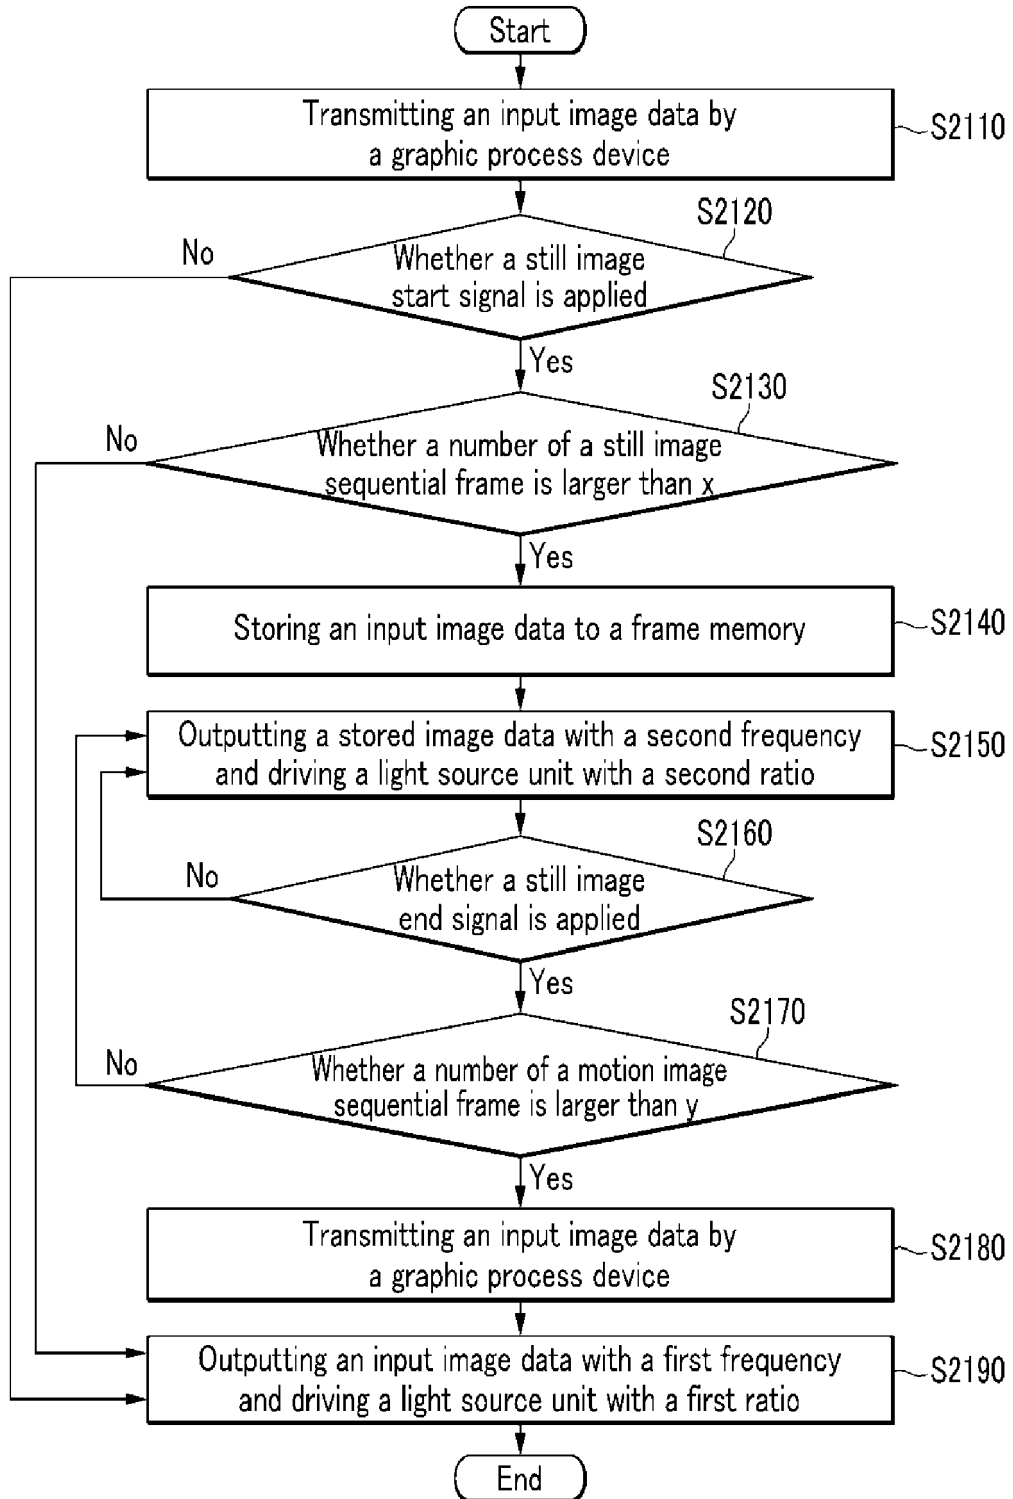 Start
Transmitting an input image data by
a graphic process device
S2110
S2120
No
Whether a still image
start signal is applied
Yes
S2130
No
Whether a number of a still image
sequential frame is larger than x
Yes
Storing an input image data to a frame memory
S2140
Outputting a stored image data with a second frequency
and driving a light source unit with a second ratio
S2150
S2160
No
Whether a still image
end signal is applied
Yes
S2170
No
Whether a number of a motion image
sequential frame is larger than y
Yes
Transmitting an input image data by
a graphic process device
S2180
Outputting an input image data with a first frequency
and driving a light source unit with a first ratio
S2190
End